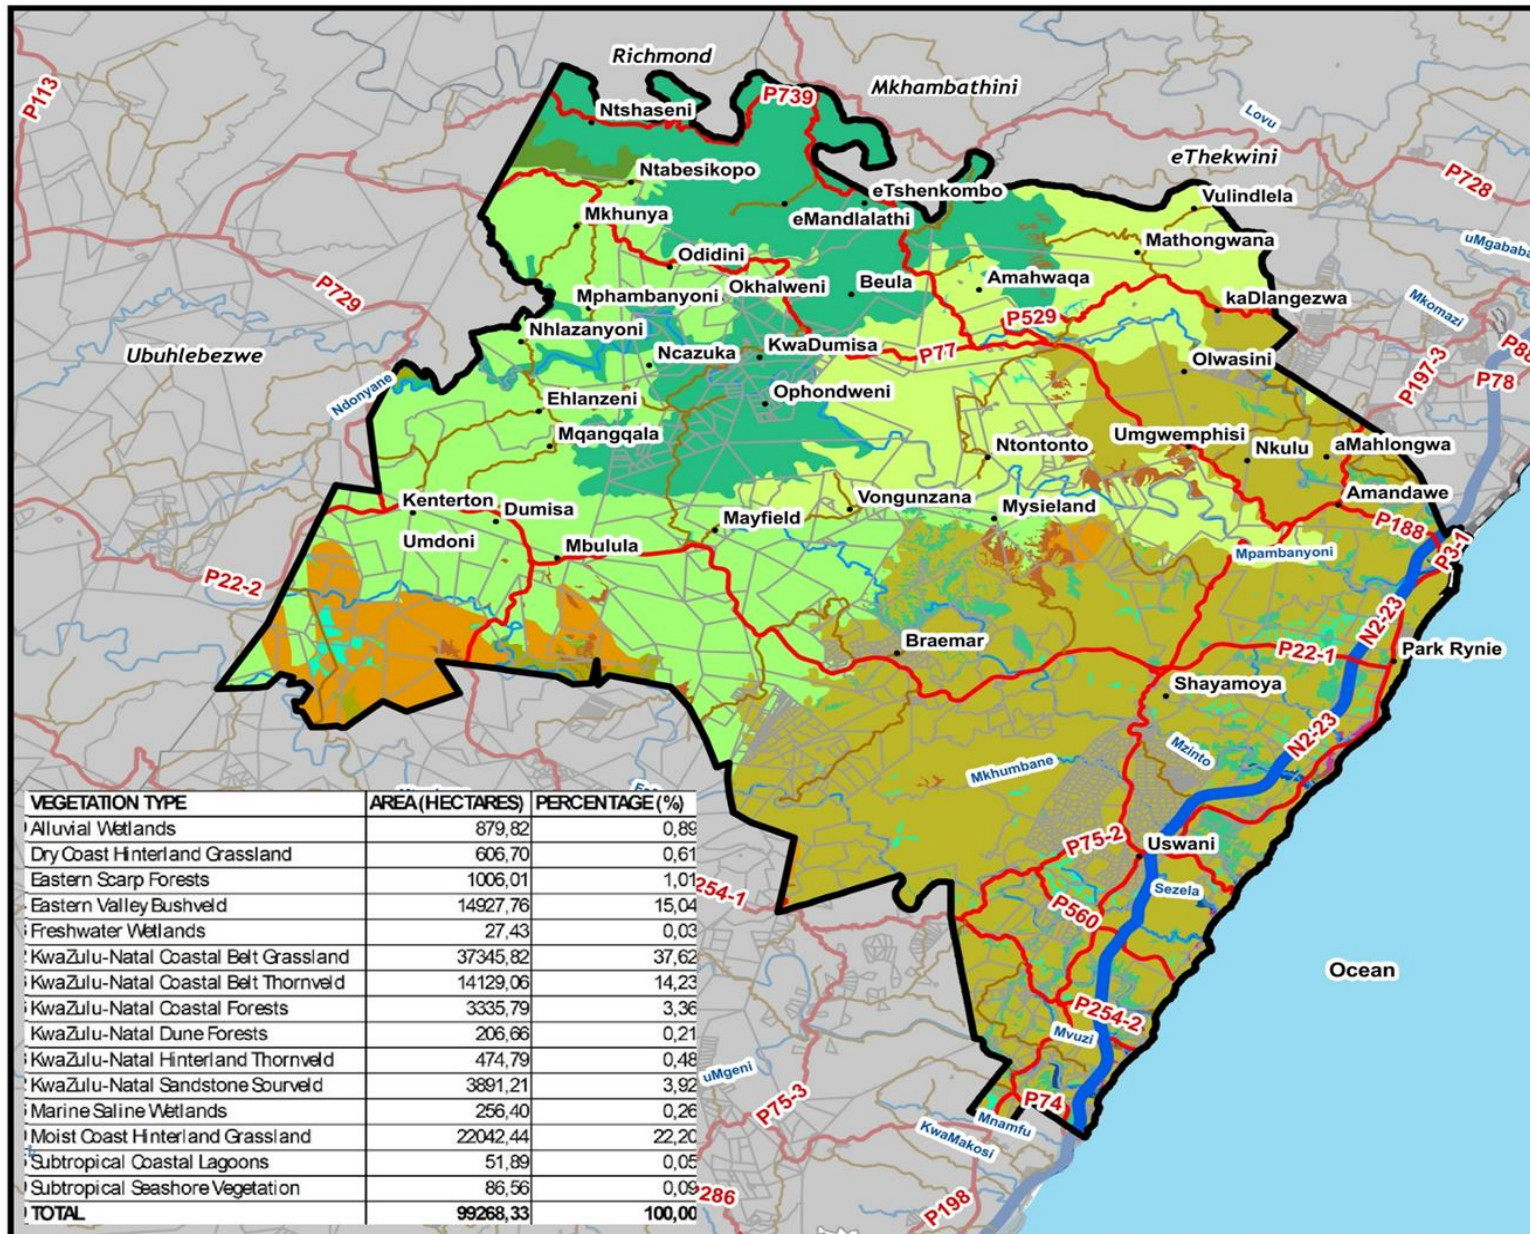 Richmond
Mkhambathini
P113
P739
Ntshaseni
Lovu
eThekwini
P728
Ntabesikopo
eTshenkombo
Vulindlela
Mkhunya
eMandlalathi
Mathongwana
uMgababa
Odidini
P729
Okhalweni
Beula
Amahwaqa
Mphambanyoni
kaDlangezwa
Mkomazi
P529
Nhlazanyoni
Ubuhlebezwe
KwaDumisa
P77
Ncazuka
Olwasini
P197-3
P78
Ndonyane
Ophondweni
Ehlanzeni
Mqangqala
Ntontonto
Umgwemphisi
Nkulu
aMahlongwa
Kenterton
Dumisa
Vongunzana
Mysieland
Amandawe
Mayfield
P188
Umdoni
Mbulula
Mpambanyoni
P3-1
P22-2
N2-23
Braemar
P22-1
Park Rynie
Shayamoya
N2-23
Mzinto
Mkhumbane
P75-2
Uswani
Sezela
254-1
P560
Ocean
P254-2
Mvuzi
uMgeni
P75-3
P74
Mnamfu
KwaMakosi
P286
P198
VEGETATION TYPE AREA (HECTARES) PERCENTAGE (%)
Alluvial Wetlands 879,82 0,89
Dry Coast Hinterland Grassland 606,70 0,61
Eastern Scarp Forests 1006,01 1,01
Eastern Valley Bushveld 14927,76 15,04
Freshwater Wetlands 27,43 0,03
KwaZulu-Natal Coastal Belt Grassland 37345,82 37,62
KwaZulu-Natal Coastal Belt Thornveld 14129,06 14,23
KwaZulu-Natal Coastal Forests 3335,79 3,36
KwaZulu-Natal Dune Forests 206,66 0,21
KwaZulu-Natal Hinterland Thornveld 474,79 0,48
KwaZulu-Natal Sandstone Sourveld 3891,21 3,92
Marine Saline Wetlands 256,40 0,26
Moist Coast Hinterland Grassland 22042,44 22,20
Subtropical Coastal Lagoons 51,89 0,05
Subtropical Seashore Vegetation 86,56 0,09
TOTAL 99268,33 100,00